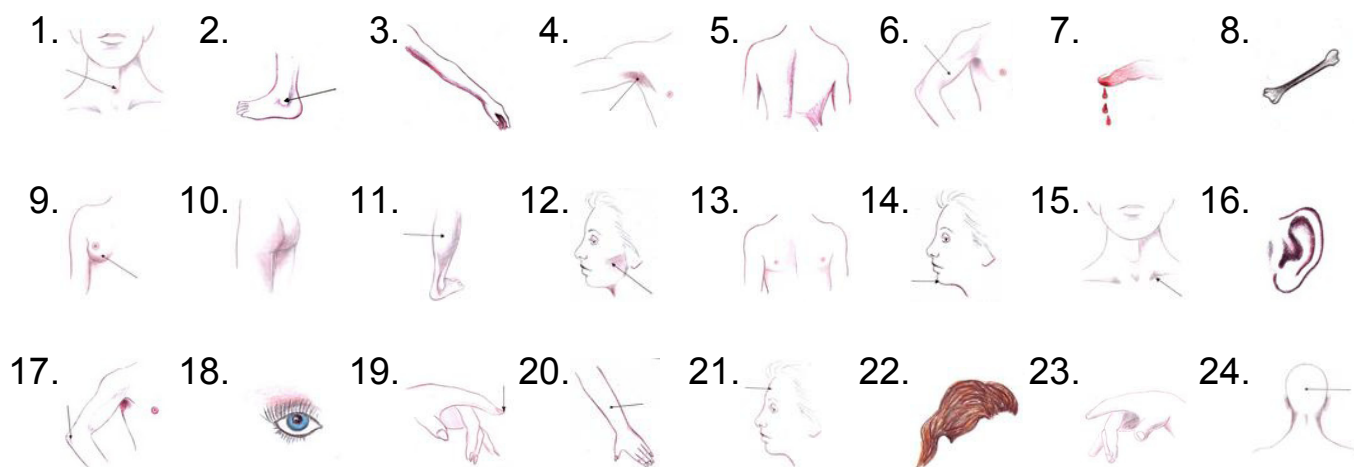 1. 2. 3. 4. 5. 6. 7. 8.
9. 10. 11. 12. 13. 14. 15. 16.
17. 18. 19. 20. 21. 22. 23. 24.